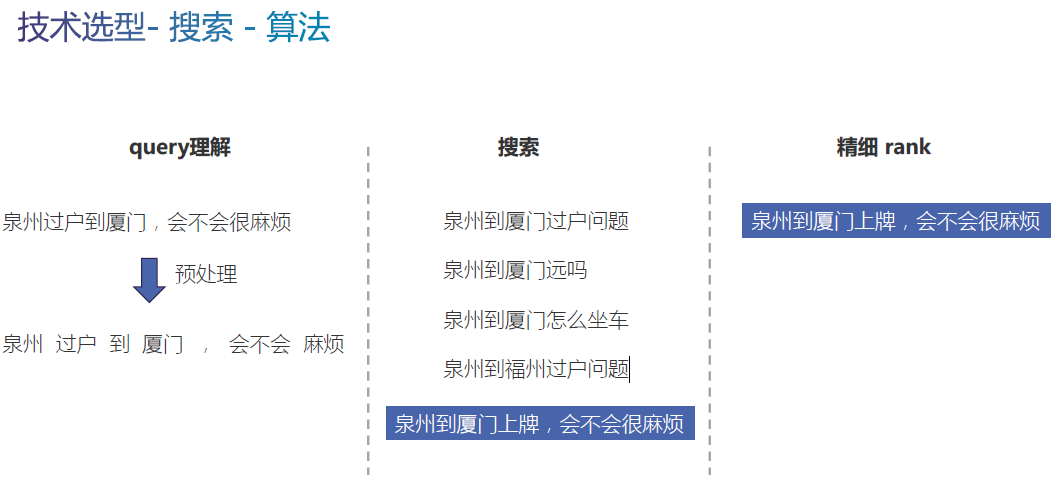 技术选型- 搜索 - 算法
query理解
泉州过户到厦门，会不会很麻烦
预处理
泉州 过户 到 厦门 ， 会不会 麻烦
搜索
泉州到厦门过户问题
泉州到厦门远吗
泉州到厦门怎么坐车
泉州到福州过户问题
泉州到厦门上牌，会不会很麻烦
精细 rank
泉州到厦门上牌，会不会很麻烦